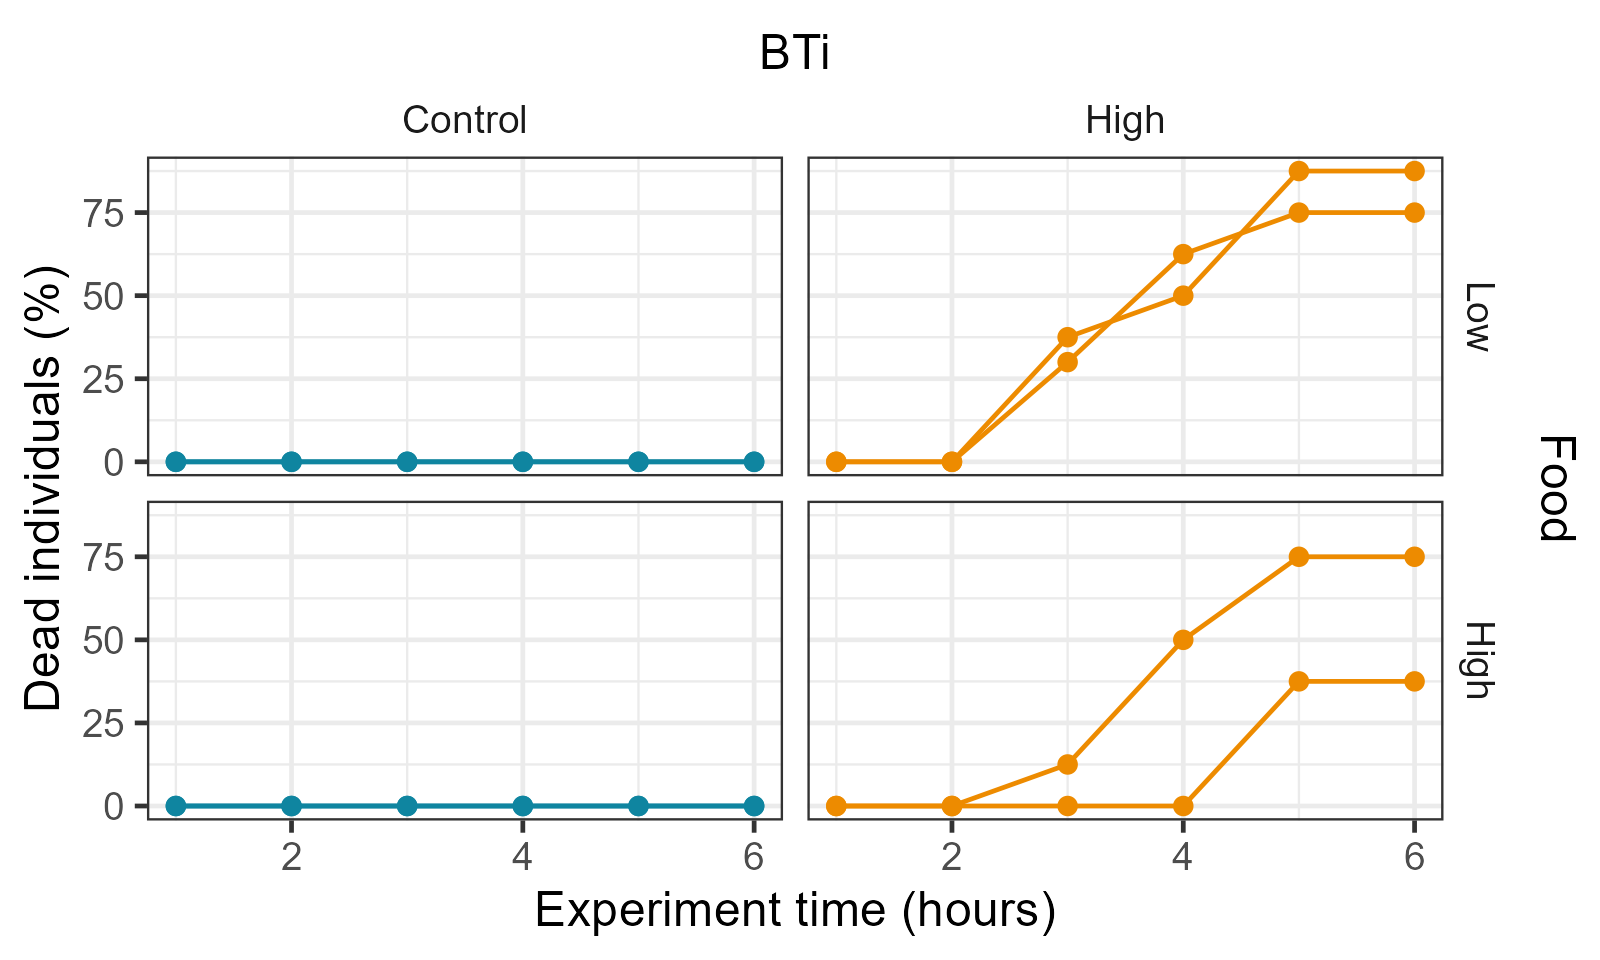 BTi
Control High
75
50
25
0
Low
75
50
25
0
High
2 4 6 2 4 6
Experiment time (hours)
Dead individuals (%)
Food